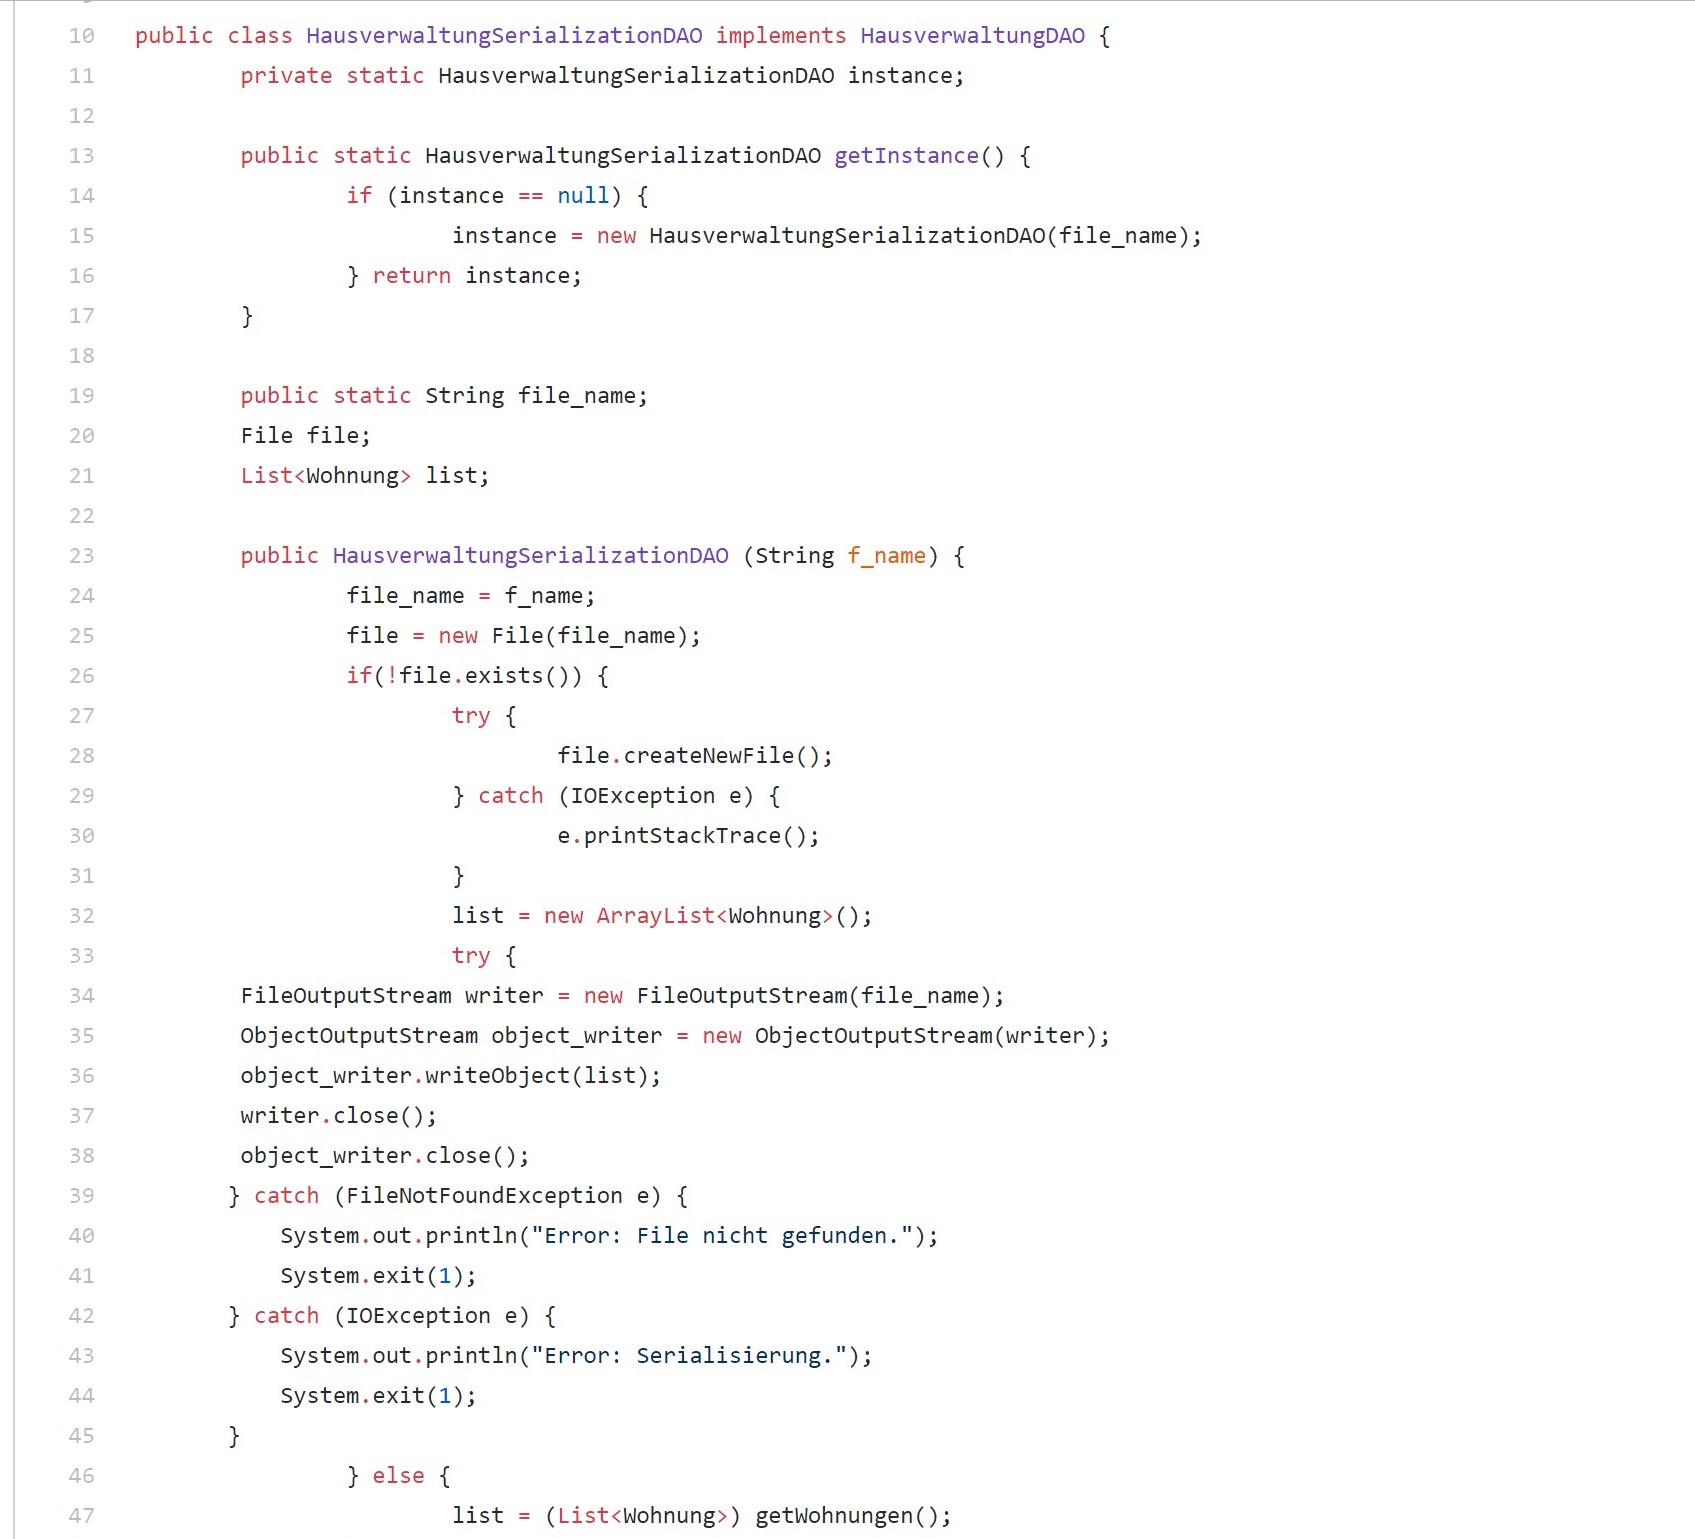 10 public class HausverwaltungSerializationDAO implements HausverwaltungDAO {
11 private static HausverwaltungSerializationDAO instance;
12
13 public static HausverwaltungSerializationDAO getInstance() {
14 if (instance == null) {
15 instance = new HausverwaltungSerializationDAO(file_name);
16 } return instance;
17 }
18
19 public static String file_name;
20 File file;
21 List<Wohnung> list;
22
23 public HausverwaltungSerializationDAO (String f_name) {
24 file_name = f_name;
25 file = new File(file_name);
26 if(!file.exists()) {
27 try {
28 file.createNewFile();
29 } catch (IOException e) {
30 e.printStackTrace();
31 }
32 list = new ArrayList<Wohnung>();
33 try {
34 FileOutputStream writer = new FileOutputStream(file_name);
35 ObjectOutputStream object_writer = new ObjectOutputStream(writer);
36 object_writer.writeObject(list);
37 writer.close();
38 object_writer.close();
39 } catch (FileNotFoundException e) {
40 System.out.println("Error: File nicht gefunden.");
41 System.exit(1);
42 } catch (IOException e) {
43 System.out.println("Error: Serialisierung.");
44 System.exit(1);
45 }
46 } else {
47 list = (List<Wohnung>) getWohnungen();